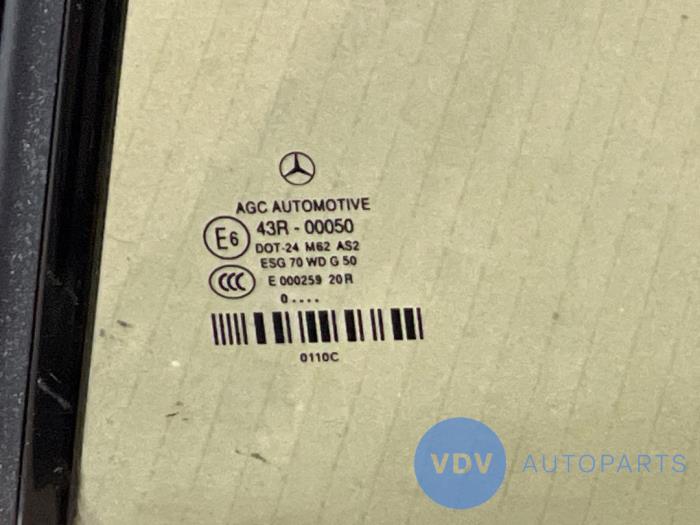 AGC AUTOMOTIVE
E6
43R - 00050
DOT-24 M62 AS2
ESG 70 WD G 50
CCC
E 000259 20R
0....
0110C
VDV AUTOPARTS